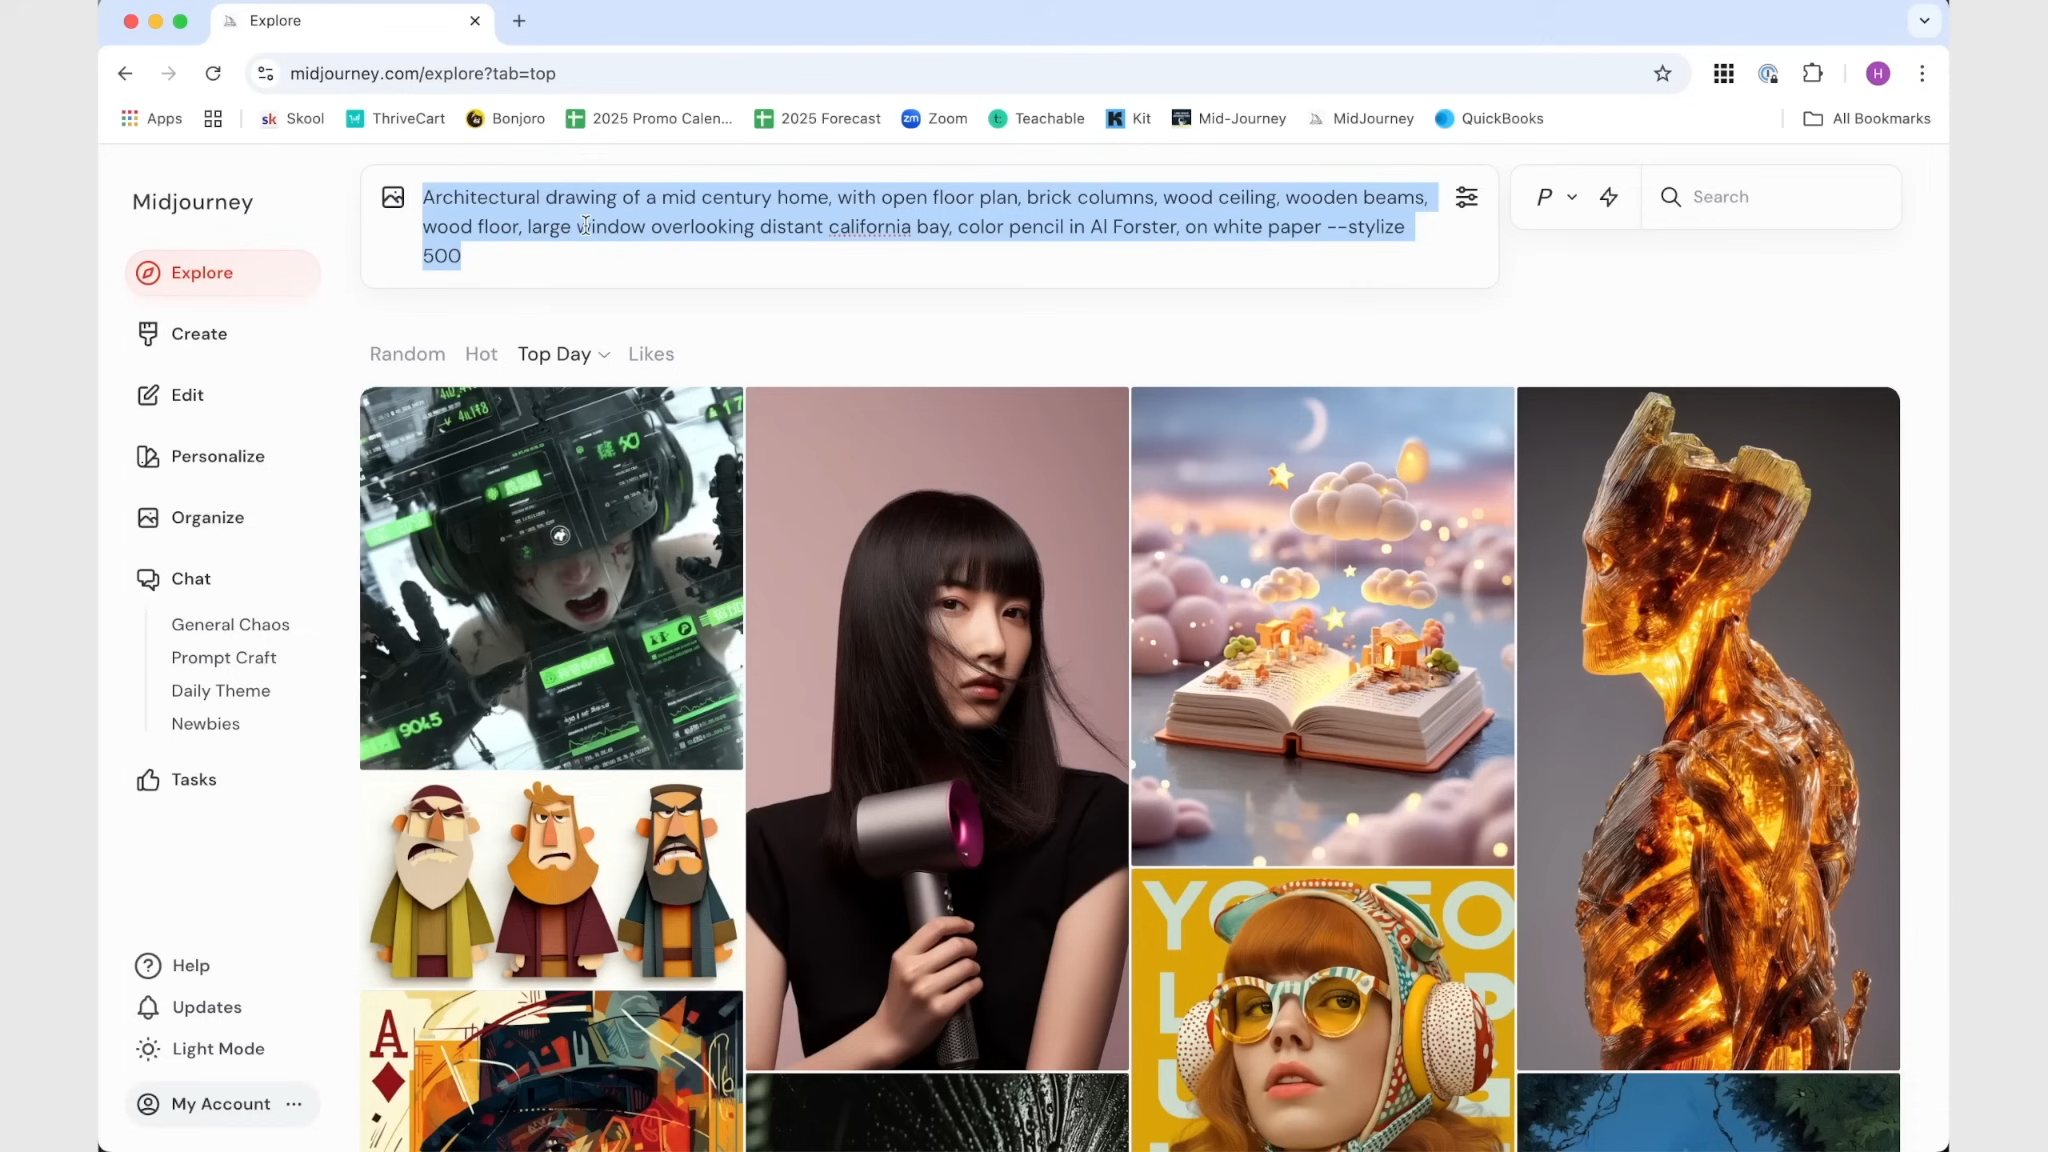 Explore
midjourney.com/explore?tab=top
H
Apps
sk Skool
ThriveCart
Bonjoro
2025 Promo Calen...
2025 Forecast
zm Zoom
t: Teachable
K Kit
Mid-Journey
MidJourney
QuickBooks
All Bookmarks
Midjourney
Architectural drawing of a mid century home, with open floor plan, brick columns, wood ceiling, wooden beams,
wood floor, large window overlooking distant california bay, color pencil in Al Forster, on white paper --stylize
500
P
Search
Explore
Create
Edit
Personalize
Organize
Chat
General Chaos
Prompt Craft
Daily Theme
Newbies
Tasks
Help
Updates
Light Mode
My Account ...
Random
Hot
Top Day
Likes
9045
A